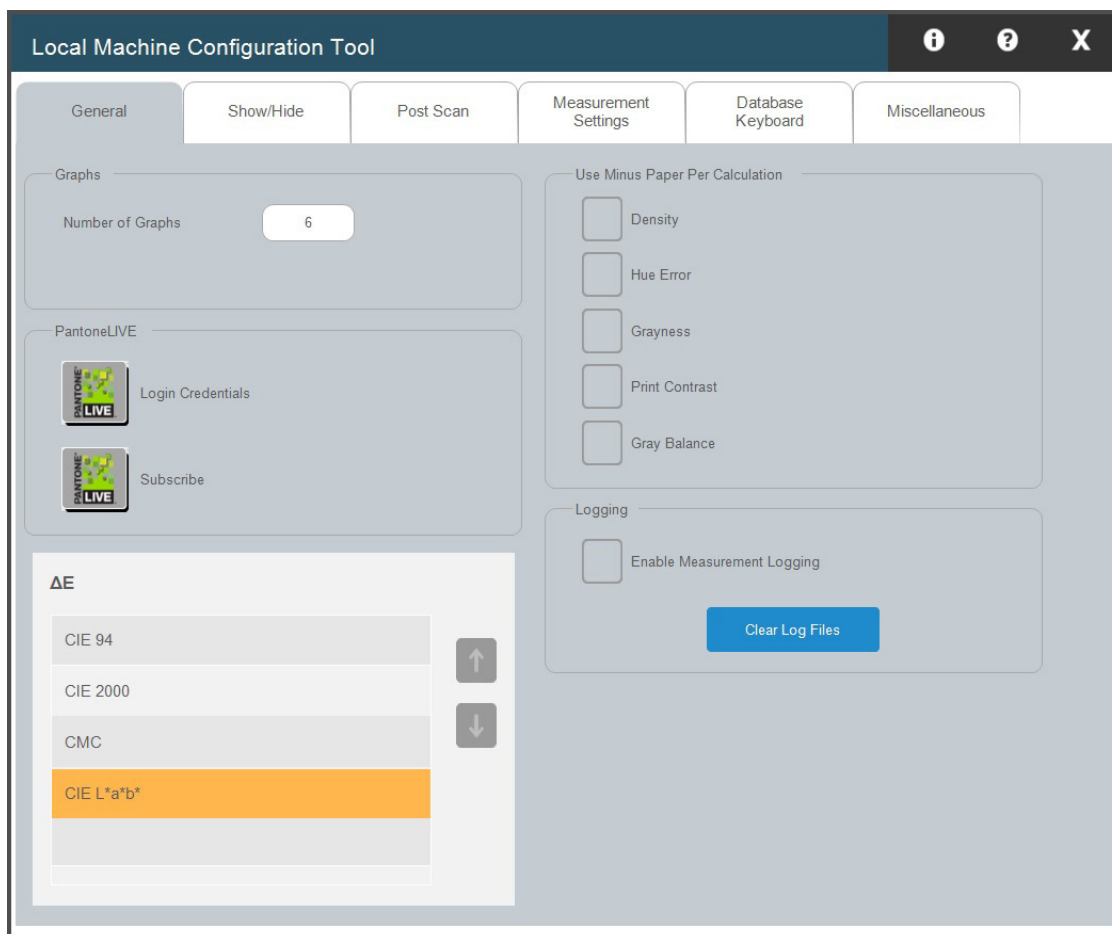 Local Machine Configuration Tool
X
General
Show/Hide
Post Scan
Measurement
Settings
Database
Keyboard
Miscellaneous
Graphs
Number of Graphs
6
PantoneLIVE
PANTONE®
LIVE
Login Credentials
PANTONE®
LIVE
Subscribe
ΔE
CIE 94
CIE 2000
CMC
CIE L*a*b*
Use Minus Paper Per Calculation
Density
Hue Error
Grayness
Print Contrast
Gray Balance
Logging
Enable Measurement Logging
Clear Log Files